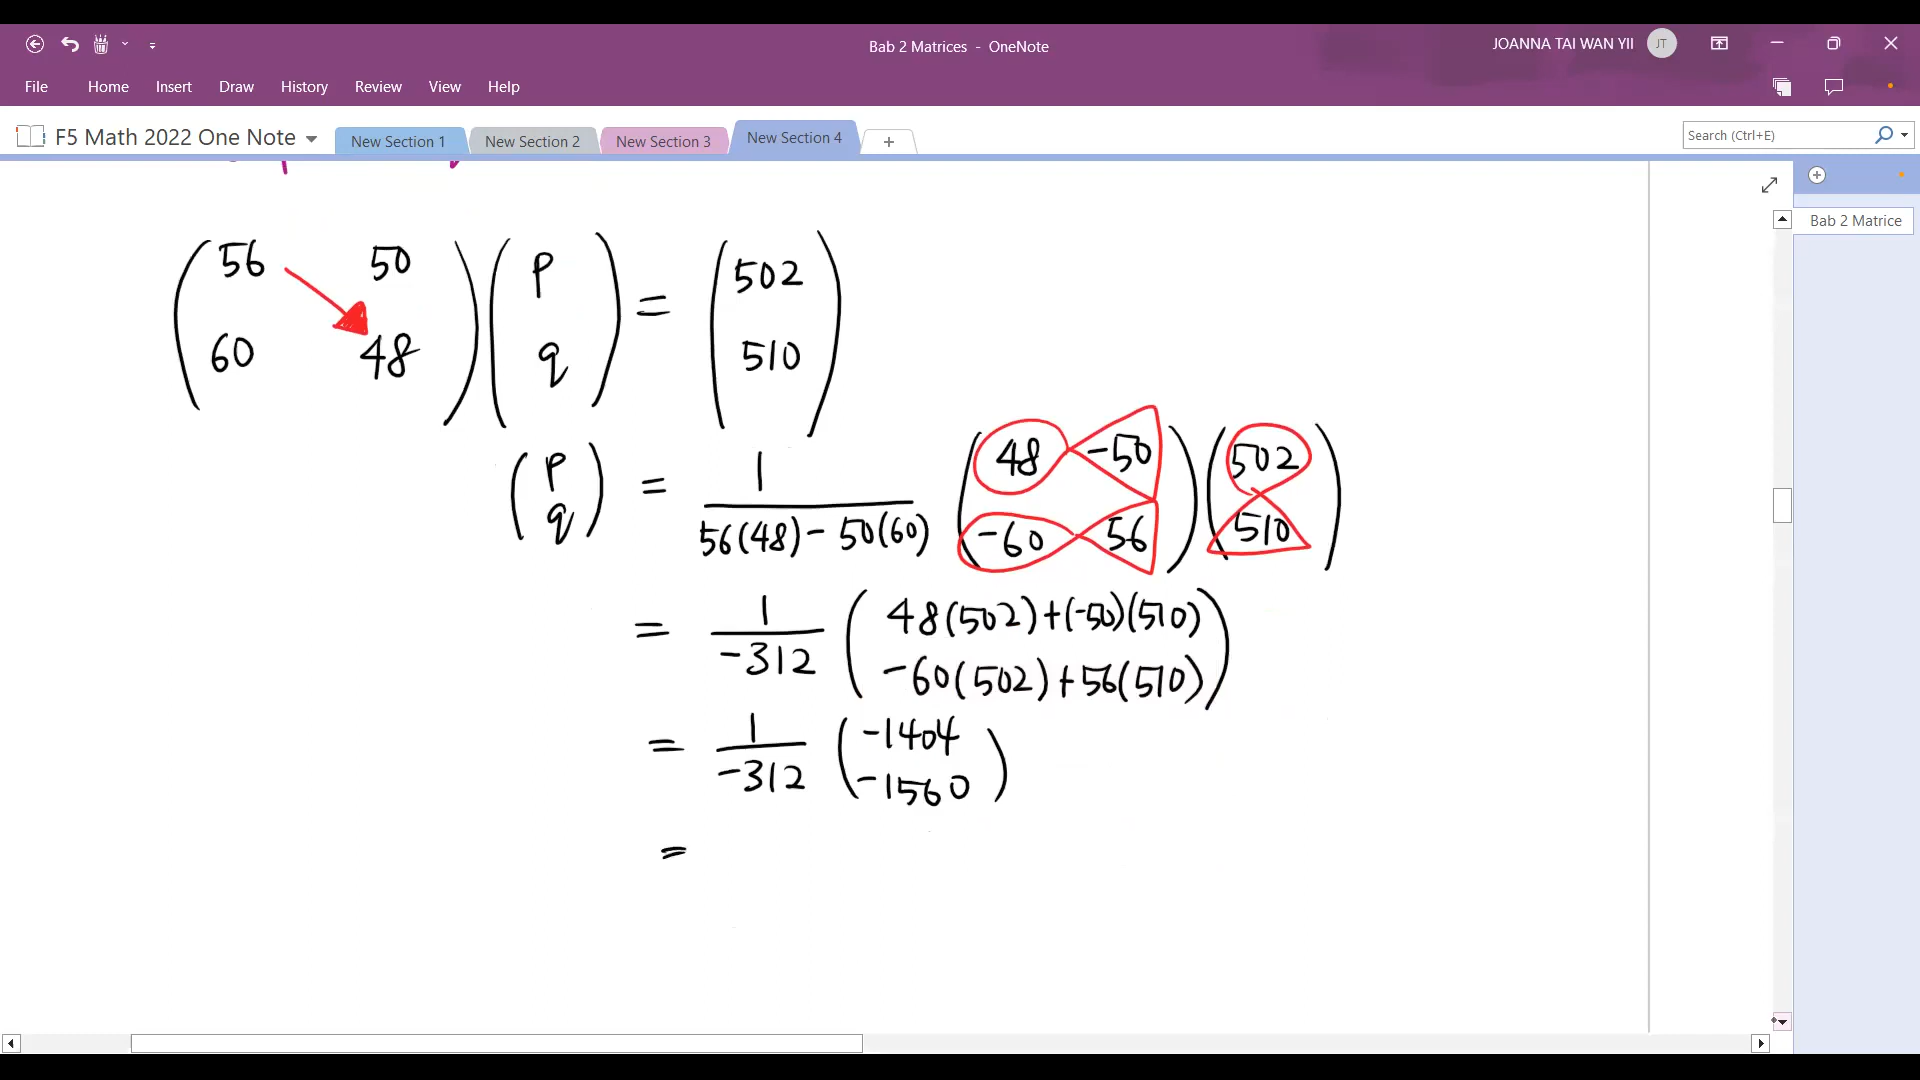 Bab 2 Matrices - OneNote
JOANNA TAI WAN YII JT
File Home Insert Draw History Review View Help
F5 Math 2022 One Note New Section 1 New Section 2 New Section 3 New Section 4 + Search (Ctrl+E)
Bab 2 Matrice
( 56 50 ) ( p ) = ( 502 )
( 60 48 ) ( q ) ( 510 )
( p ) = 1 ( 48 -50 ) ( 502 )
( q ) 56(48) - 50(60) ( -60 56 ) ( 510 )
= 1 ( 48(502)+(-50)(510) )
-312 ( -60(502)+56(510) )
= 1 ( -1404 )
-312 ( -1560 )
=